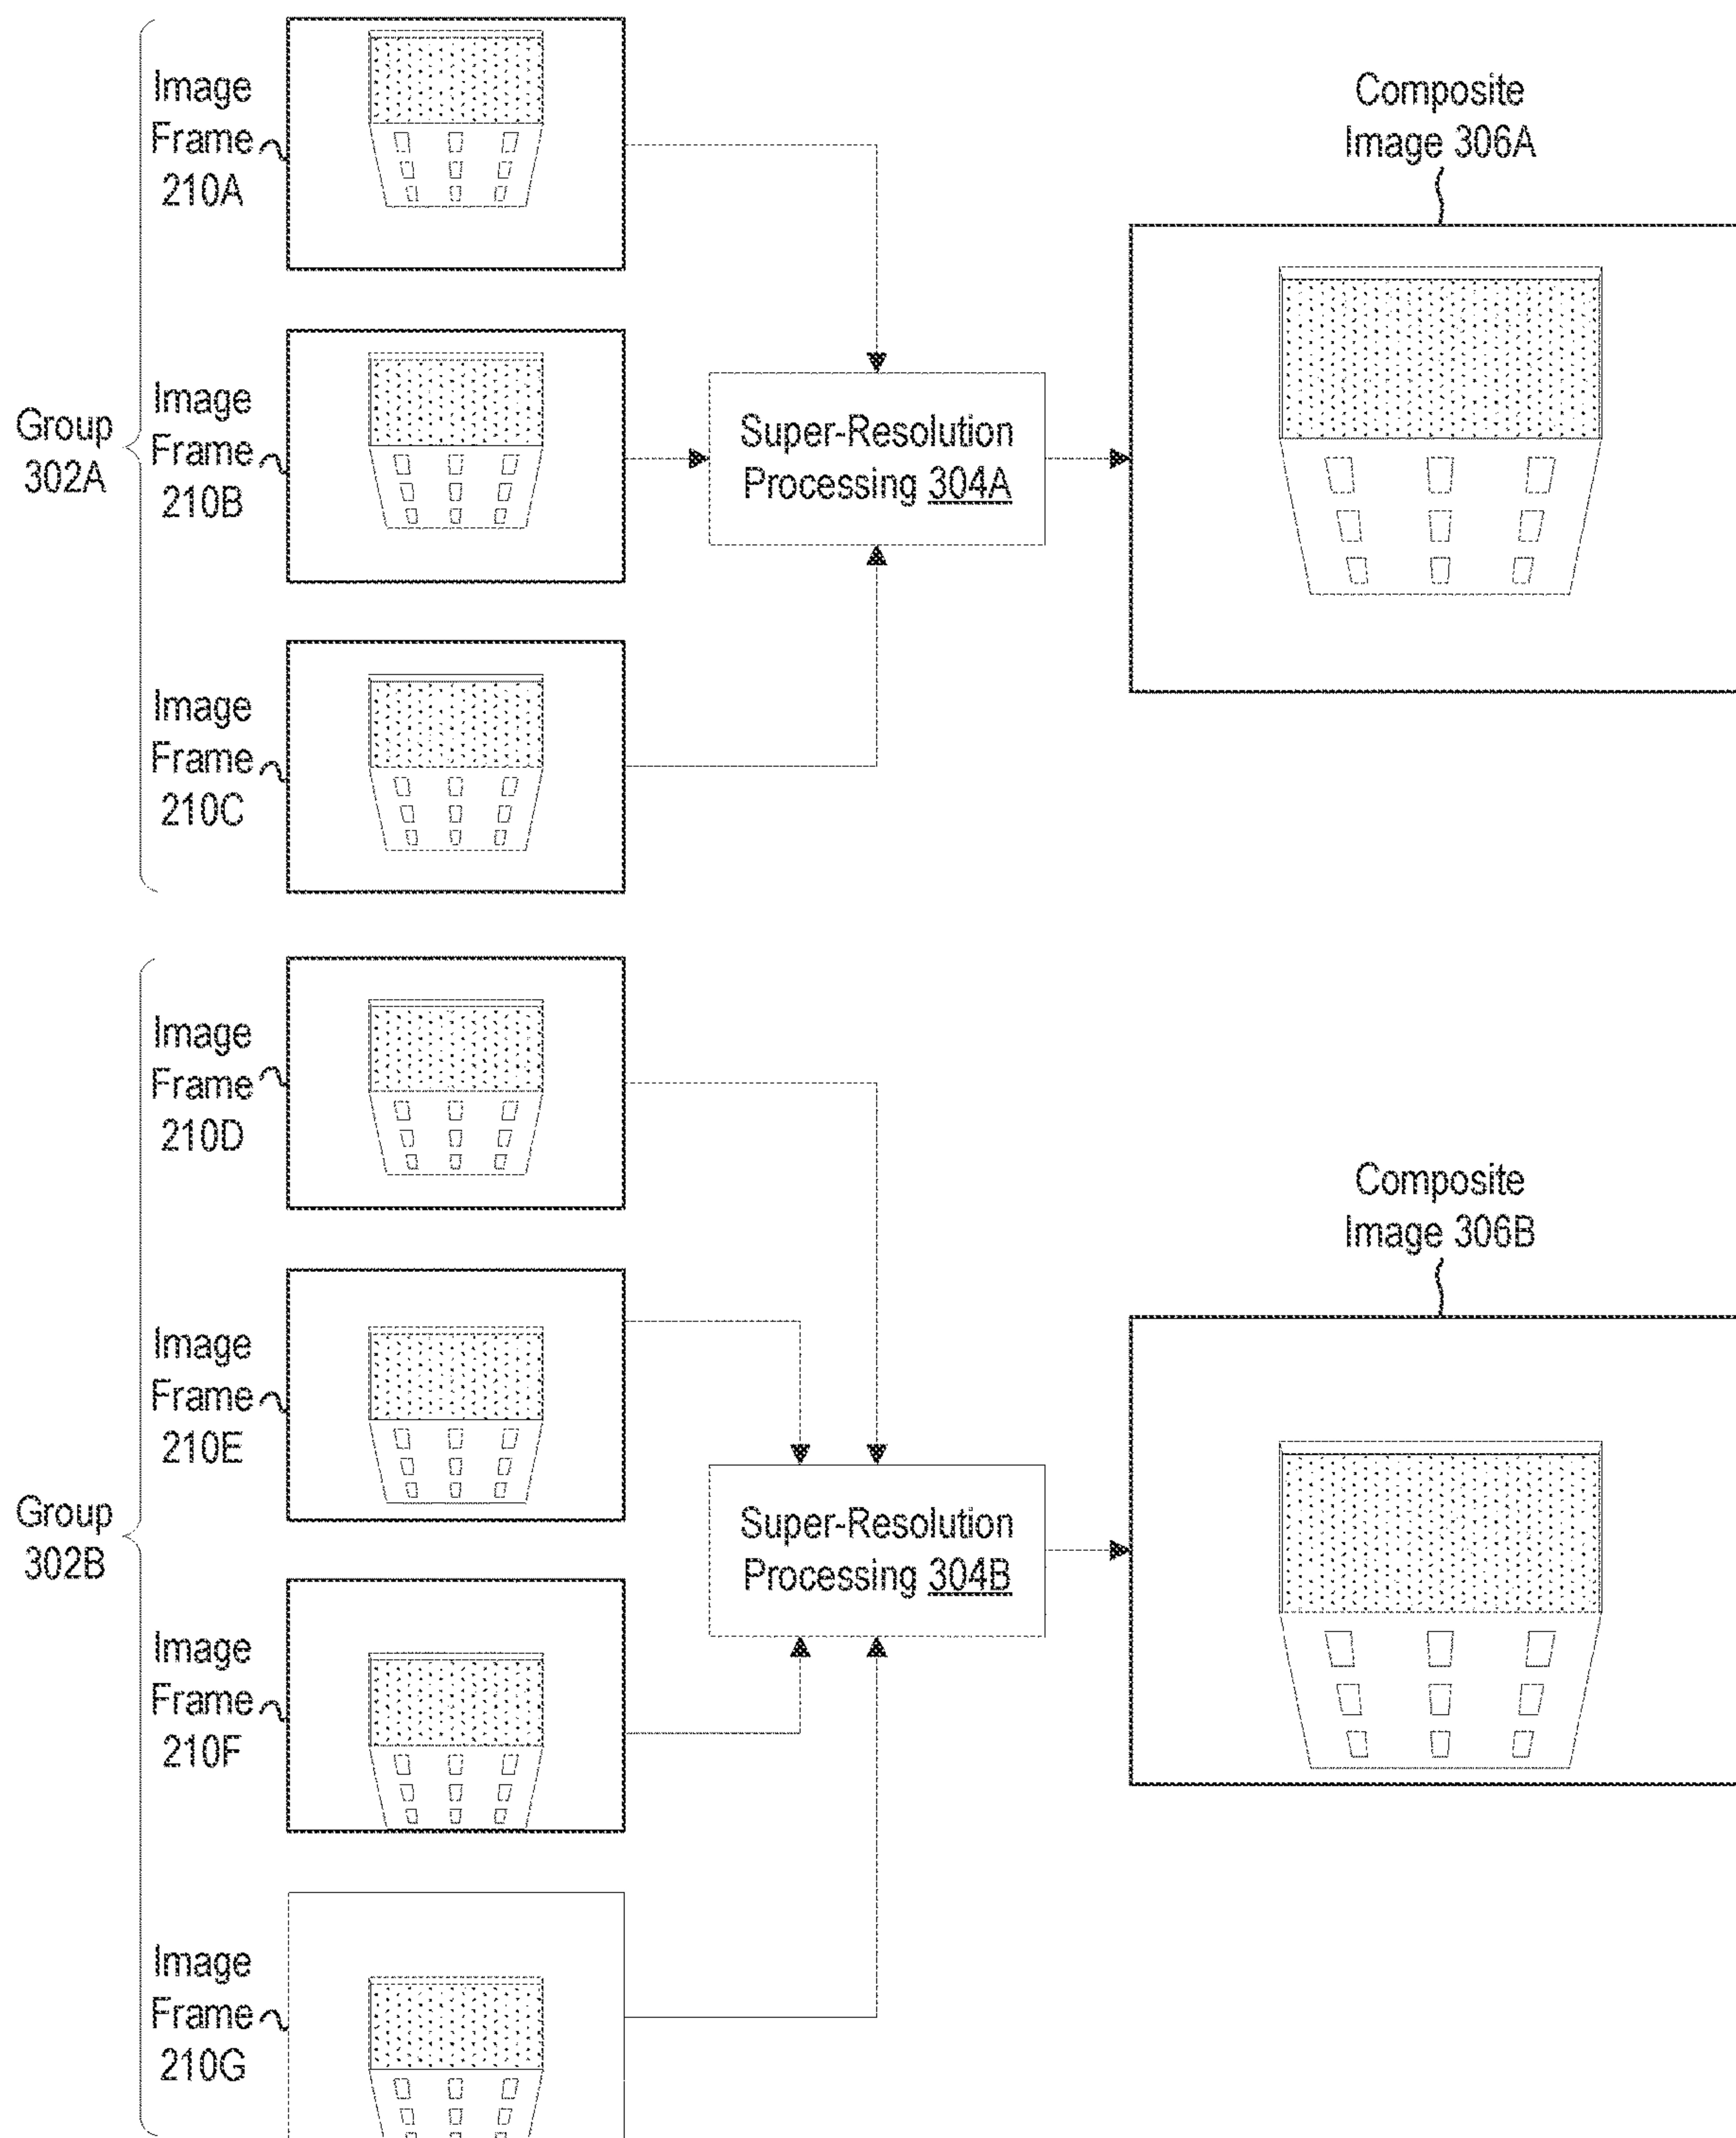 Group
302A
Image
Frame
210A
Image
Frame
210B
Image
Frame
210C
Super-Resolution
Processing 304A
Composite
Image 306A
Group
302B
Image
Frame
210D
Image
Frame
210E
Image
Frame
210F
Image
Frame
210G
Super-Resolution
Processing 304B
Composite
Image 306B